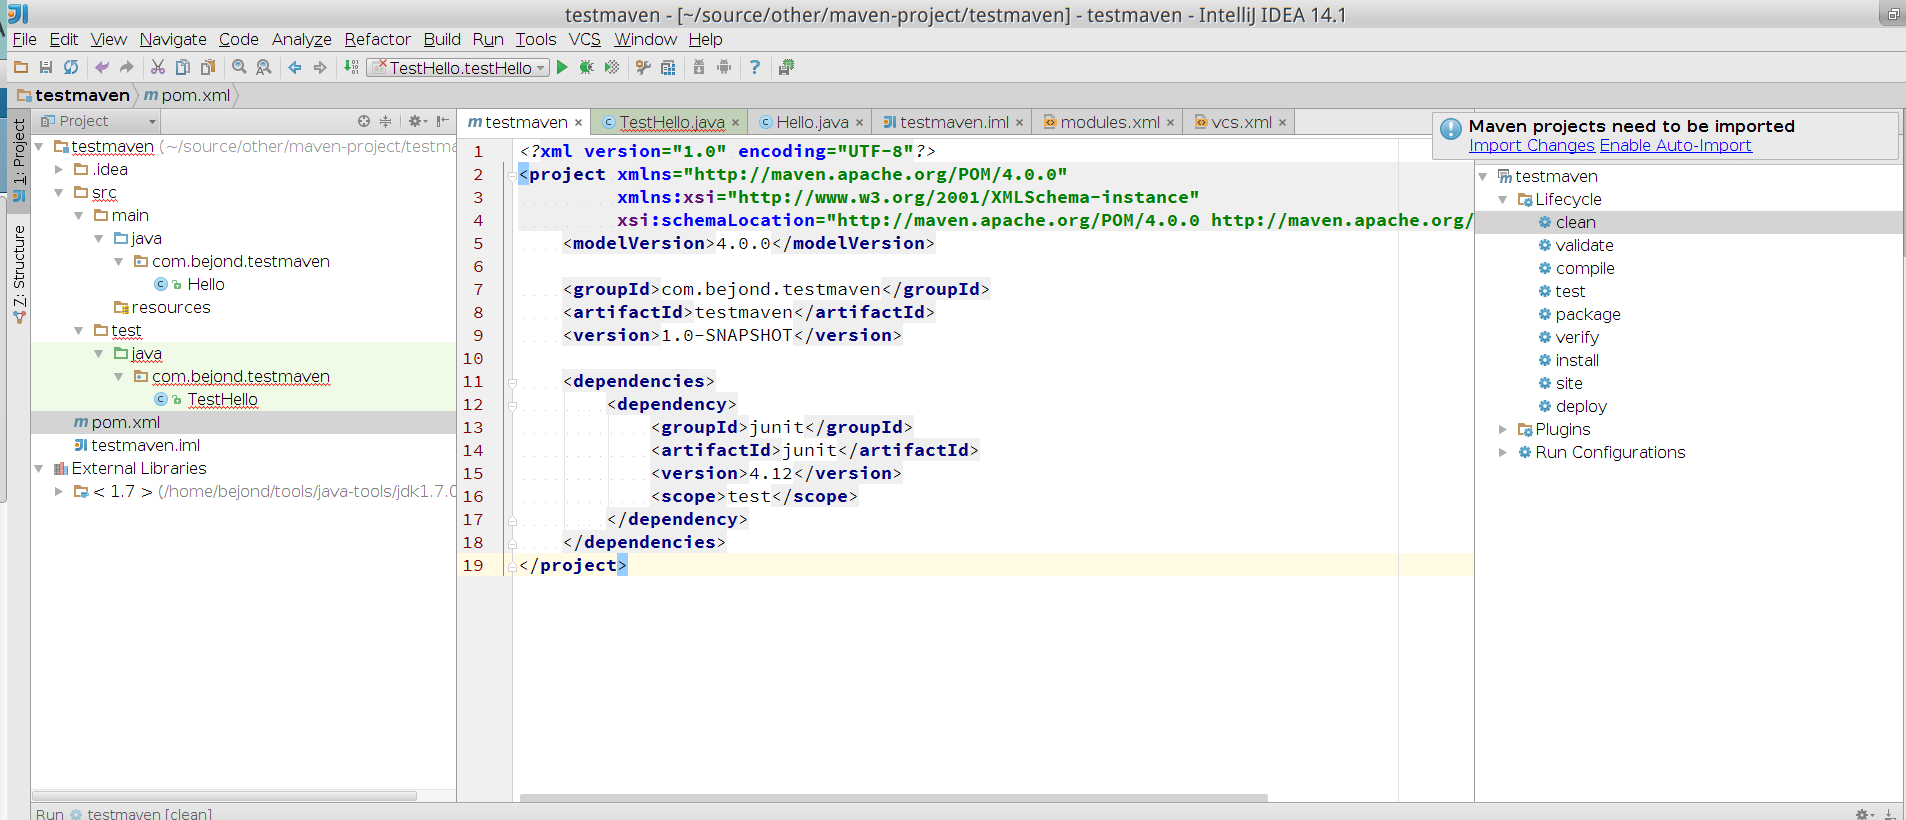 testmaven - [~/source/other/maven-project/testmaven] - testmaven - IntelliJ IDEA 14.1
File Edit View Navigate Code Analyze Refactor Build Run Tools VCS Window Help
TestHello.testHello
testmaven pom.xml
1: Project
Z: Structure
Project
testmaven (~/source/other/maven-project/testma
.idea
src
main
java
com.bejond.testmaven
Hello
resources
test
java
com.bejond.testmaven
TestHello
pom.xml
testmaven.iml
External Libraries
< 1.7 > (/home/bejond/tools/java-tools/jdk1.7.0
testmaven TestHello.java Hello.java testmaven.iml modules.xml vcs.xml
1 <?xml version="1.0" encoding="UTF-8"?>
2 <project xmlns="http://maven.apache.org/POM/4.0.0"
3 xmlns:xsi="http://www.w3.org/2001/XMLSchema-instance"
4 xsi:schemaLocation="http://maven.apache.org/POM/4.0.0 http://maven.apache.org/
5 <modelVersion>4.0.0</modelVersion>
6
7 <groupId>com.bejond.testmaven</groupId>
8 <artifactId>testmaven</artifactId>
9 <version>1.0-SNAPSHOT</version>
10
11 <dependencies>
12 <dependency>
13 <groupId>junit</groupId>
14 <artifactId>junit</artifactId>
15 <version>4.12</version>
16 <scope>test</scope>
17 </dependency>
18 </dependencies>
19 </project>
Maven projects need to be imported
Import Changes Enable Auto-Import
testmaven
Lifecycle
clean
validate
compile
test
package
verify
install
site
deploy
Plugins
Run Configurations
Run testmaven [clean]